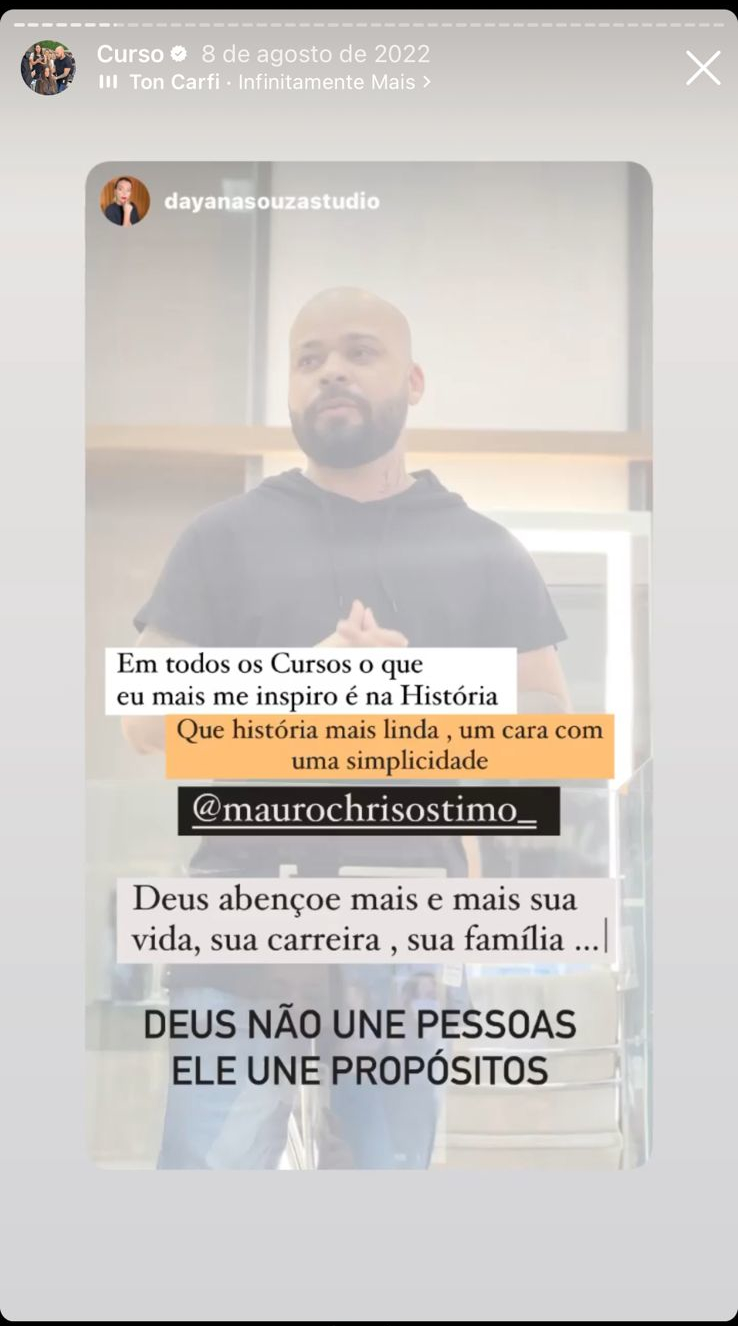 Curso 8 de agosto de 2022
Ton Carfi · Infinitamente Mais >
dayanasouzastudio
Em todos os Cursos o que
eu mais me inspiro é na História
Que história mais linda , um cara com
uma simplicidade
@maurochrisostimo_
Deus abençoe mais e mais sua
vida, sua carreira , sua família ...|
DEUS NÃO UNE PESSOAS
ELE UNE PROPÓSITOS